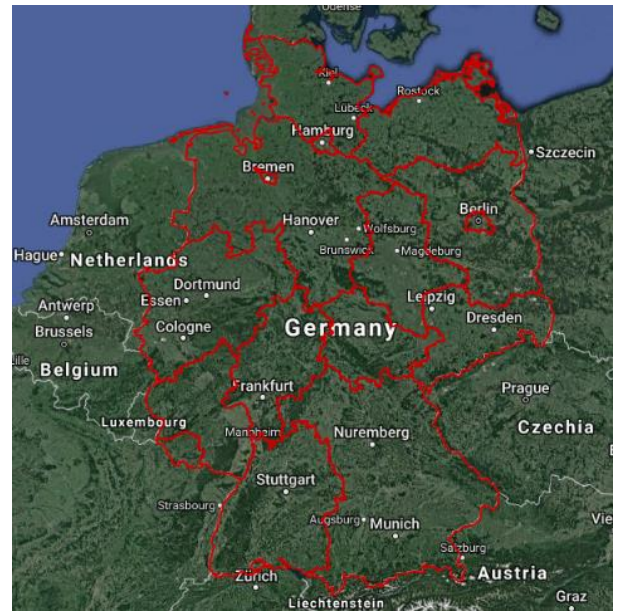 Odense
Kiel
Rostock
Lübeck
Hamburg
Szczecin
Bremen
Berlin
Amsterdam
Hanover
Wolfsburg
Hague
Netherlands
Brunswick
Magdeburg
Dortmund
Essen
Leipzig
Antwerp
Cologne
Germany
Dresden
Brussels
Lille
Belgium
Frankfurt
Prague
Luxembourg
Mannheim
Nuremberg
Czechia
Stuttgart
Strasbourg
Augsburg
Munich
Vie
Salzburg
Zürich
Austria
Liechtenstein
Graz